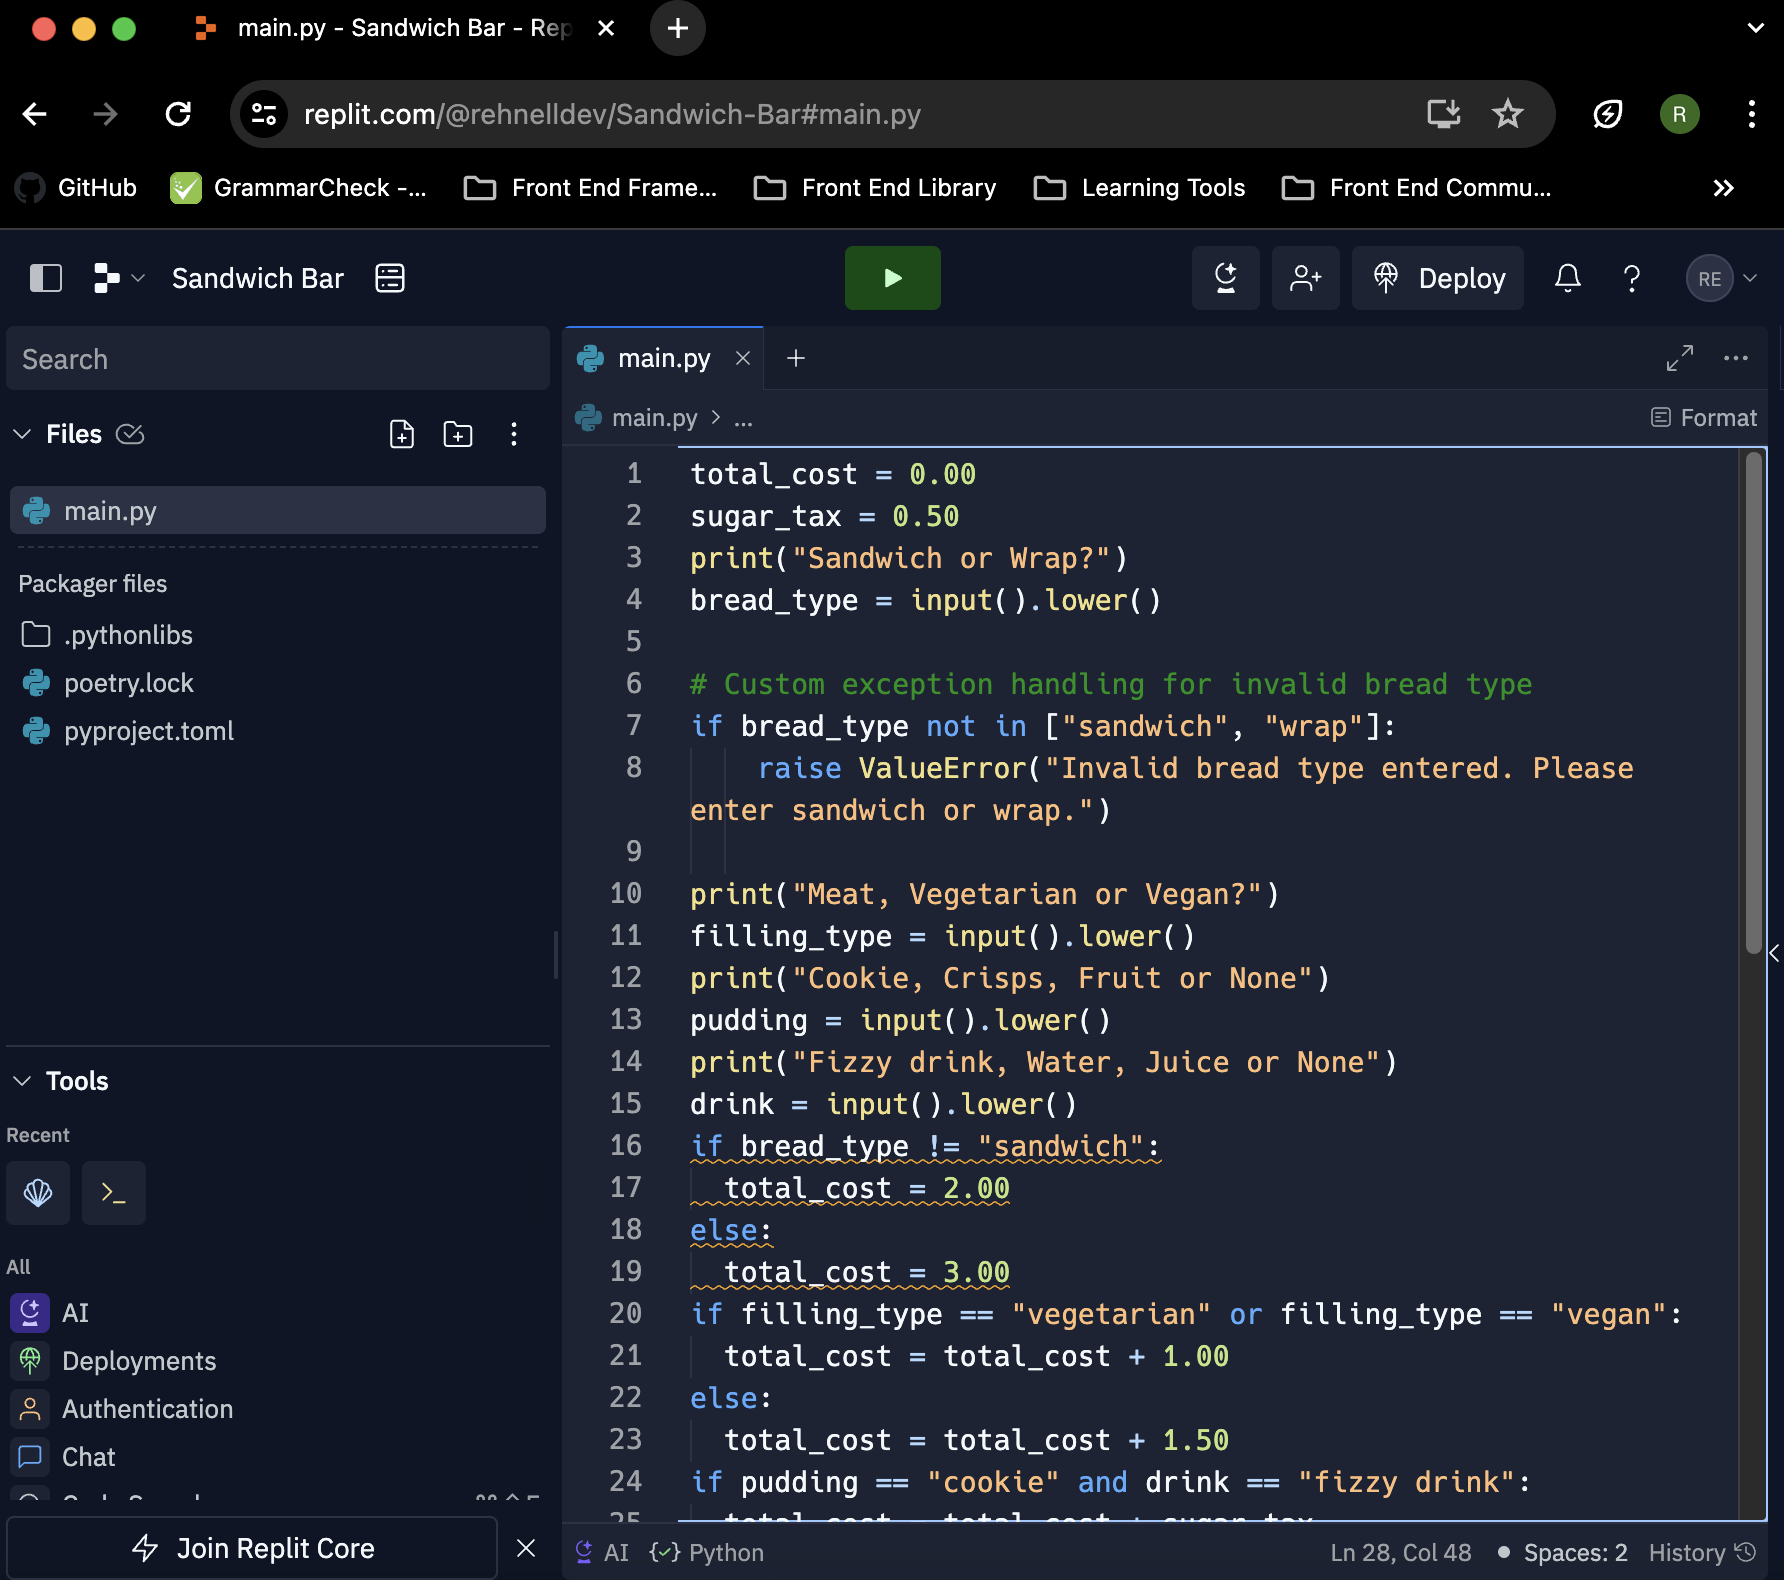 main.py - Sandwich Bar - Rep
replit.com/@rehnelldev/Sandwich-Bar#main.py
R
GitHub
GrammarCheck -...
Front End Frame...
Front End Library
Learning Tools
Front End Commu...
Sandwich Bar
Deploy
RE
Search
Files
main.py
Packager files
.pythonlibs
poetry.lock
pyproject.toml
Tools
Recent
All
AI
Deployments
Authentication
Chat
Join Replit Core
main.py
main.py > ...
Format
1 total_cost = 0.00
2 sugar_tax = 0.50
3 print("Sandwich or Wrap?")
4 bread_type = input().lower()
5
6 # Custom exception handling for invalid bread type
7 if bread_type not in ["sandwich", "wrap"]:
8 raise ValueError("Invalid bread type entered. Please
enter sandwich or wrap.")
9
10 print("Meat, Vegetarian or Vegan?")
11 filling_type = input().lower()
12 print("Cookie, Crisps, Fruit or None")
13 pudding = input().lower()
14 print("Fizzy drink, Water, Juice or None")
15 drink = input().lower()
16 if bread_type != "sandwich":
17 total_cost = 2.00
18 else:
19 total_cost = 3.00
20 if filling_type == "vegetarian" or filling_type == "vegan":
21 total_cost = total_cost + 1.00
22 else:
23 total_cost = total_cost + 1.50
24 if pudding == "cookie" and drink == "fizzy drink":
25 total_cost = total_cost + sugar_tax
AI
Python
Ln 28, Col 48
Spaces: 2
History